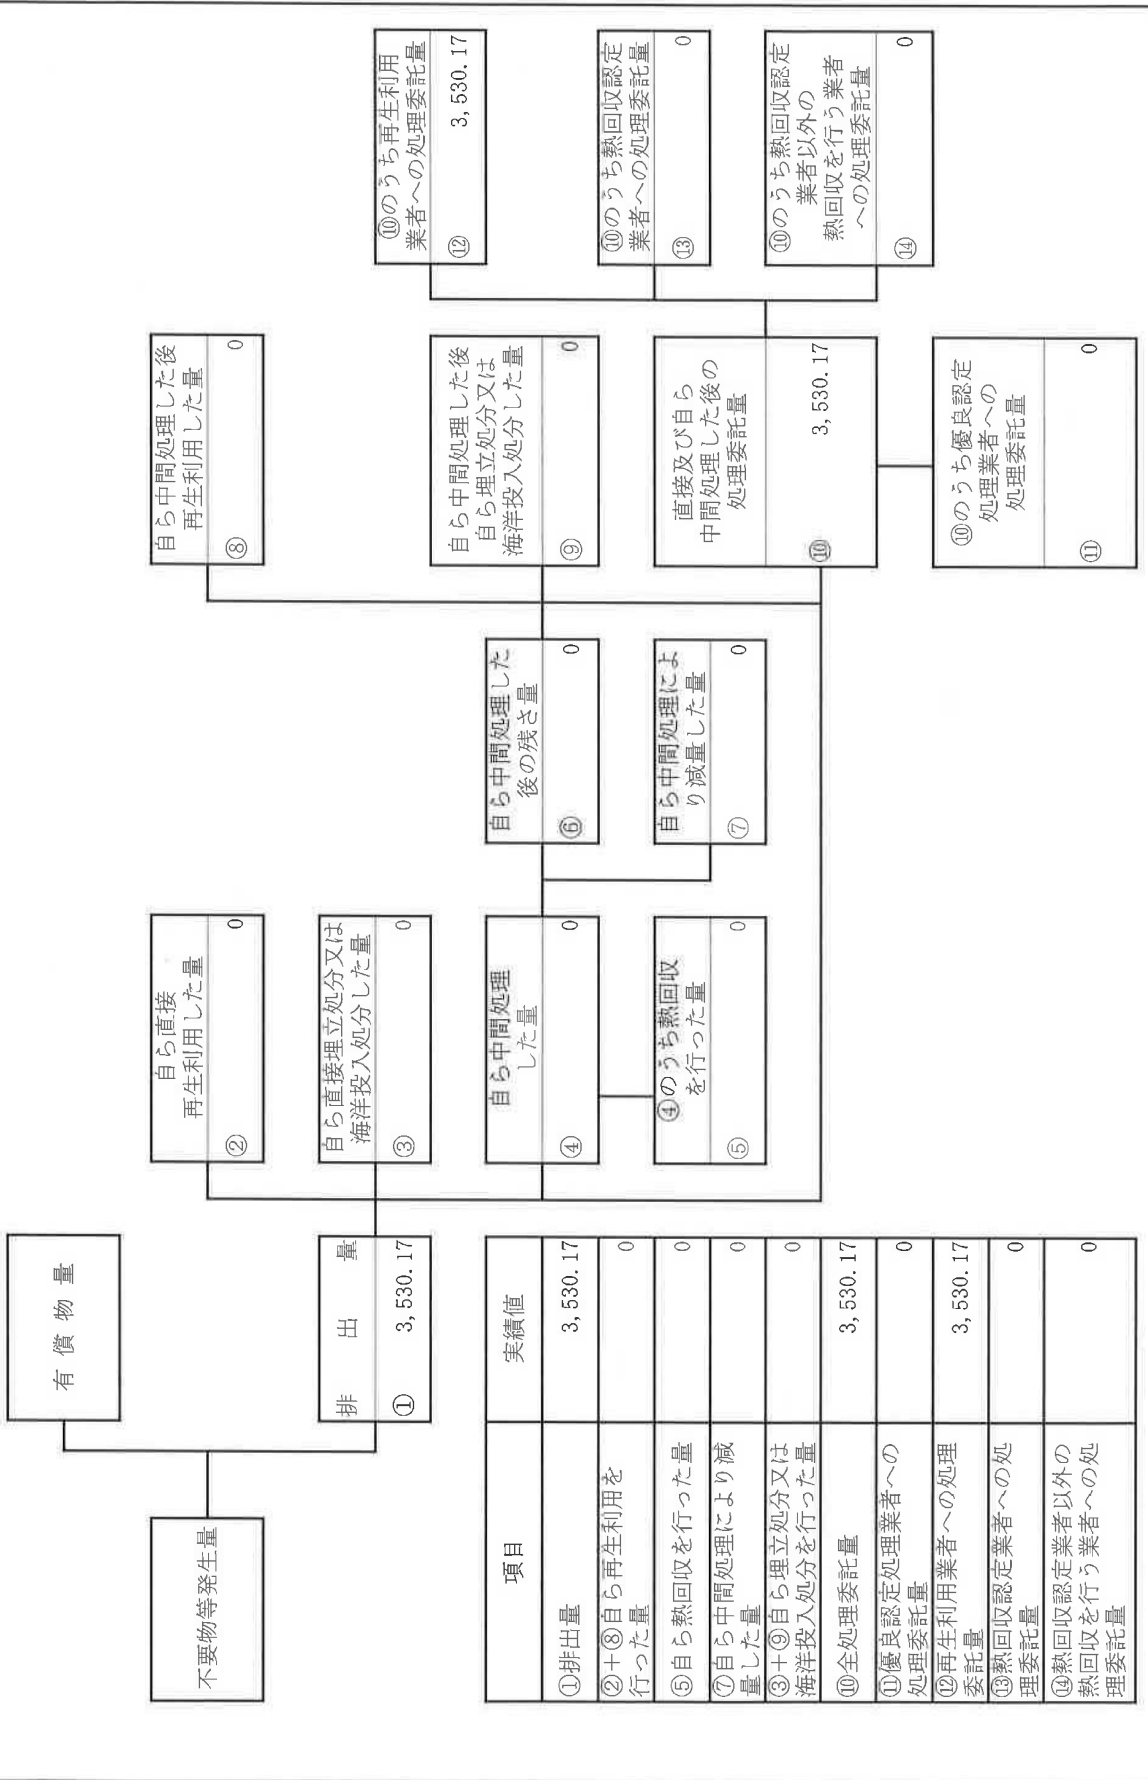 有償物量
不要物等発生量
排出量
① 3,530.17
自ら直接
再生利用した量
② 0
自ら直接埋立処分又は
海洋投入処分した量
③ 0
自ら中間処理
した量
④ 0
④のうち熱回収
を行った量
⑤ 0
自ら中間処理した
後の残さ量
⑥ 0
自ら中間処理によ
り減量した量
⑦ 0
自ら中間処理した後
再生利用した量
⑧ 0
自ら中間処理した後
自ら埋立処分又は
海洋投入処分した量
⑨ 0
直接及び自ら
中間処理した後の
処理委託量
⑩ 3,530.17
⑩のうち優良認定
処理業者への
処理委託量
⑪ 0
⑩のうち再生利用
業者への処理委託量
⑫ 3,530.17
⑩のうち熱回収認定
業者への処理委託量
⑬ 0
⑩のうち熱回収認定
業者以外の
熱回収を行う業者
への処理委託量
⑭ 0
項目 実績値
①排出量 3,530.17
②+⑧自ら再生利用を
行った量 0
⑤自ら熱回収を行った量 0
⑦自ら中間処理により減
量した量 0
③+⑨自ら埋立処分又は
海洋投入処分を行った量 0
⑩全処理委託量 3,530.17
⑪優良認定処理業者への
処理委託量 0
⑫再生利用業者への処理
委託量 3,530.17
⑬熱回収認定業者への処
理委託量 0
⑭熱回収認定業者以外の
熱回収を行う業者への処
理委託量 0